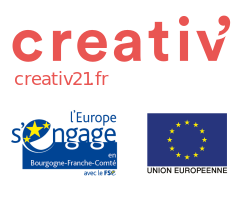 creativ’
creativ21.fr
l'Europe
s'engage
en
Bourgogne-Franche-Comté
avec le FSe.
UNION EUROPEENNE